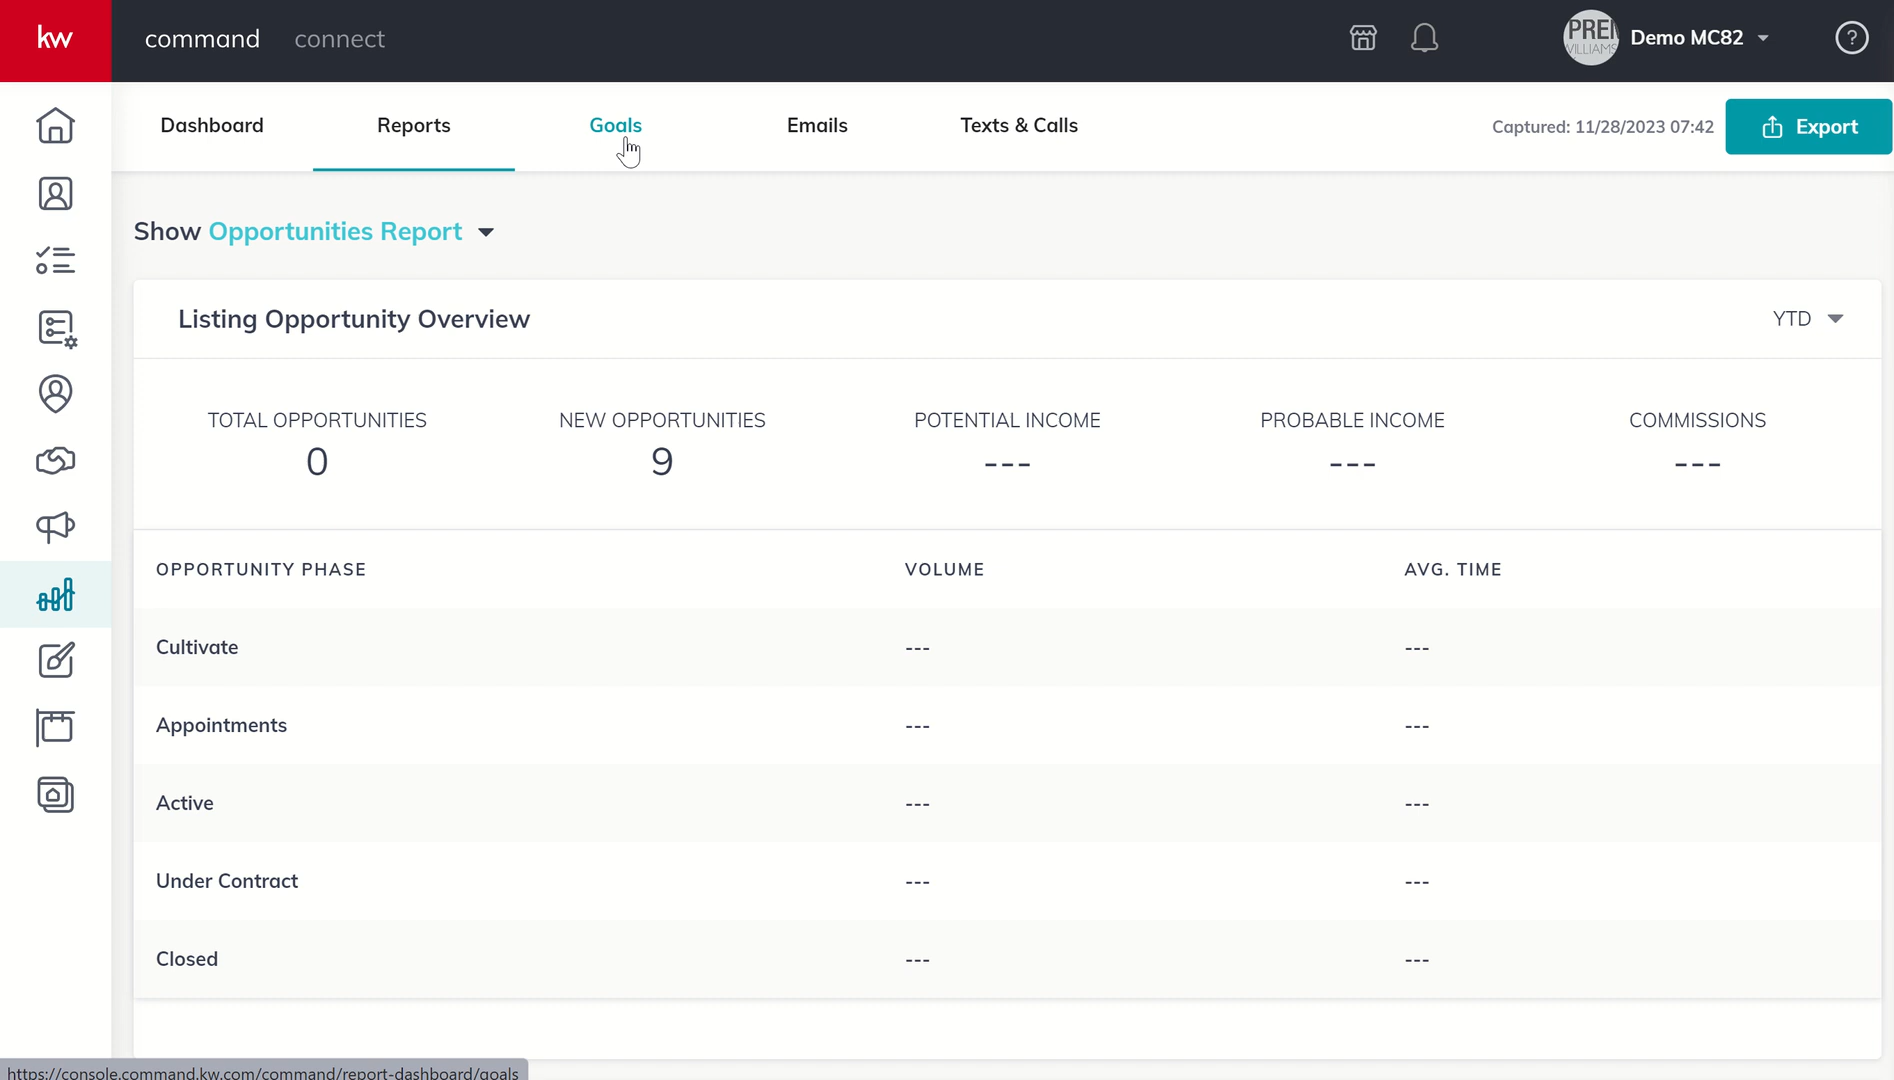 kw command connect PREI VILLIAMS Demo MC82 ?
Dashboard Reports Goals Emails Texts & Calls Captured: 11/28/2023 07:42 Export
Show Opportunities Report
Listing Opportunity Overview YTD
TOTAL OPPORTUNITIES NEW OPPORTUNITIES POTENTIAL INCOME PROBABLE INCOME COMMISSIONS
0 9 --- --- ---
OPPORTUNITY PHASE VOLUME AVG. TIME
Cultivate --- ---
Appointments --- ---
Active --- ---
Under Contract --- ---
Closed --- ---
https://console.command.kw.com/command/report-dashboard/goals